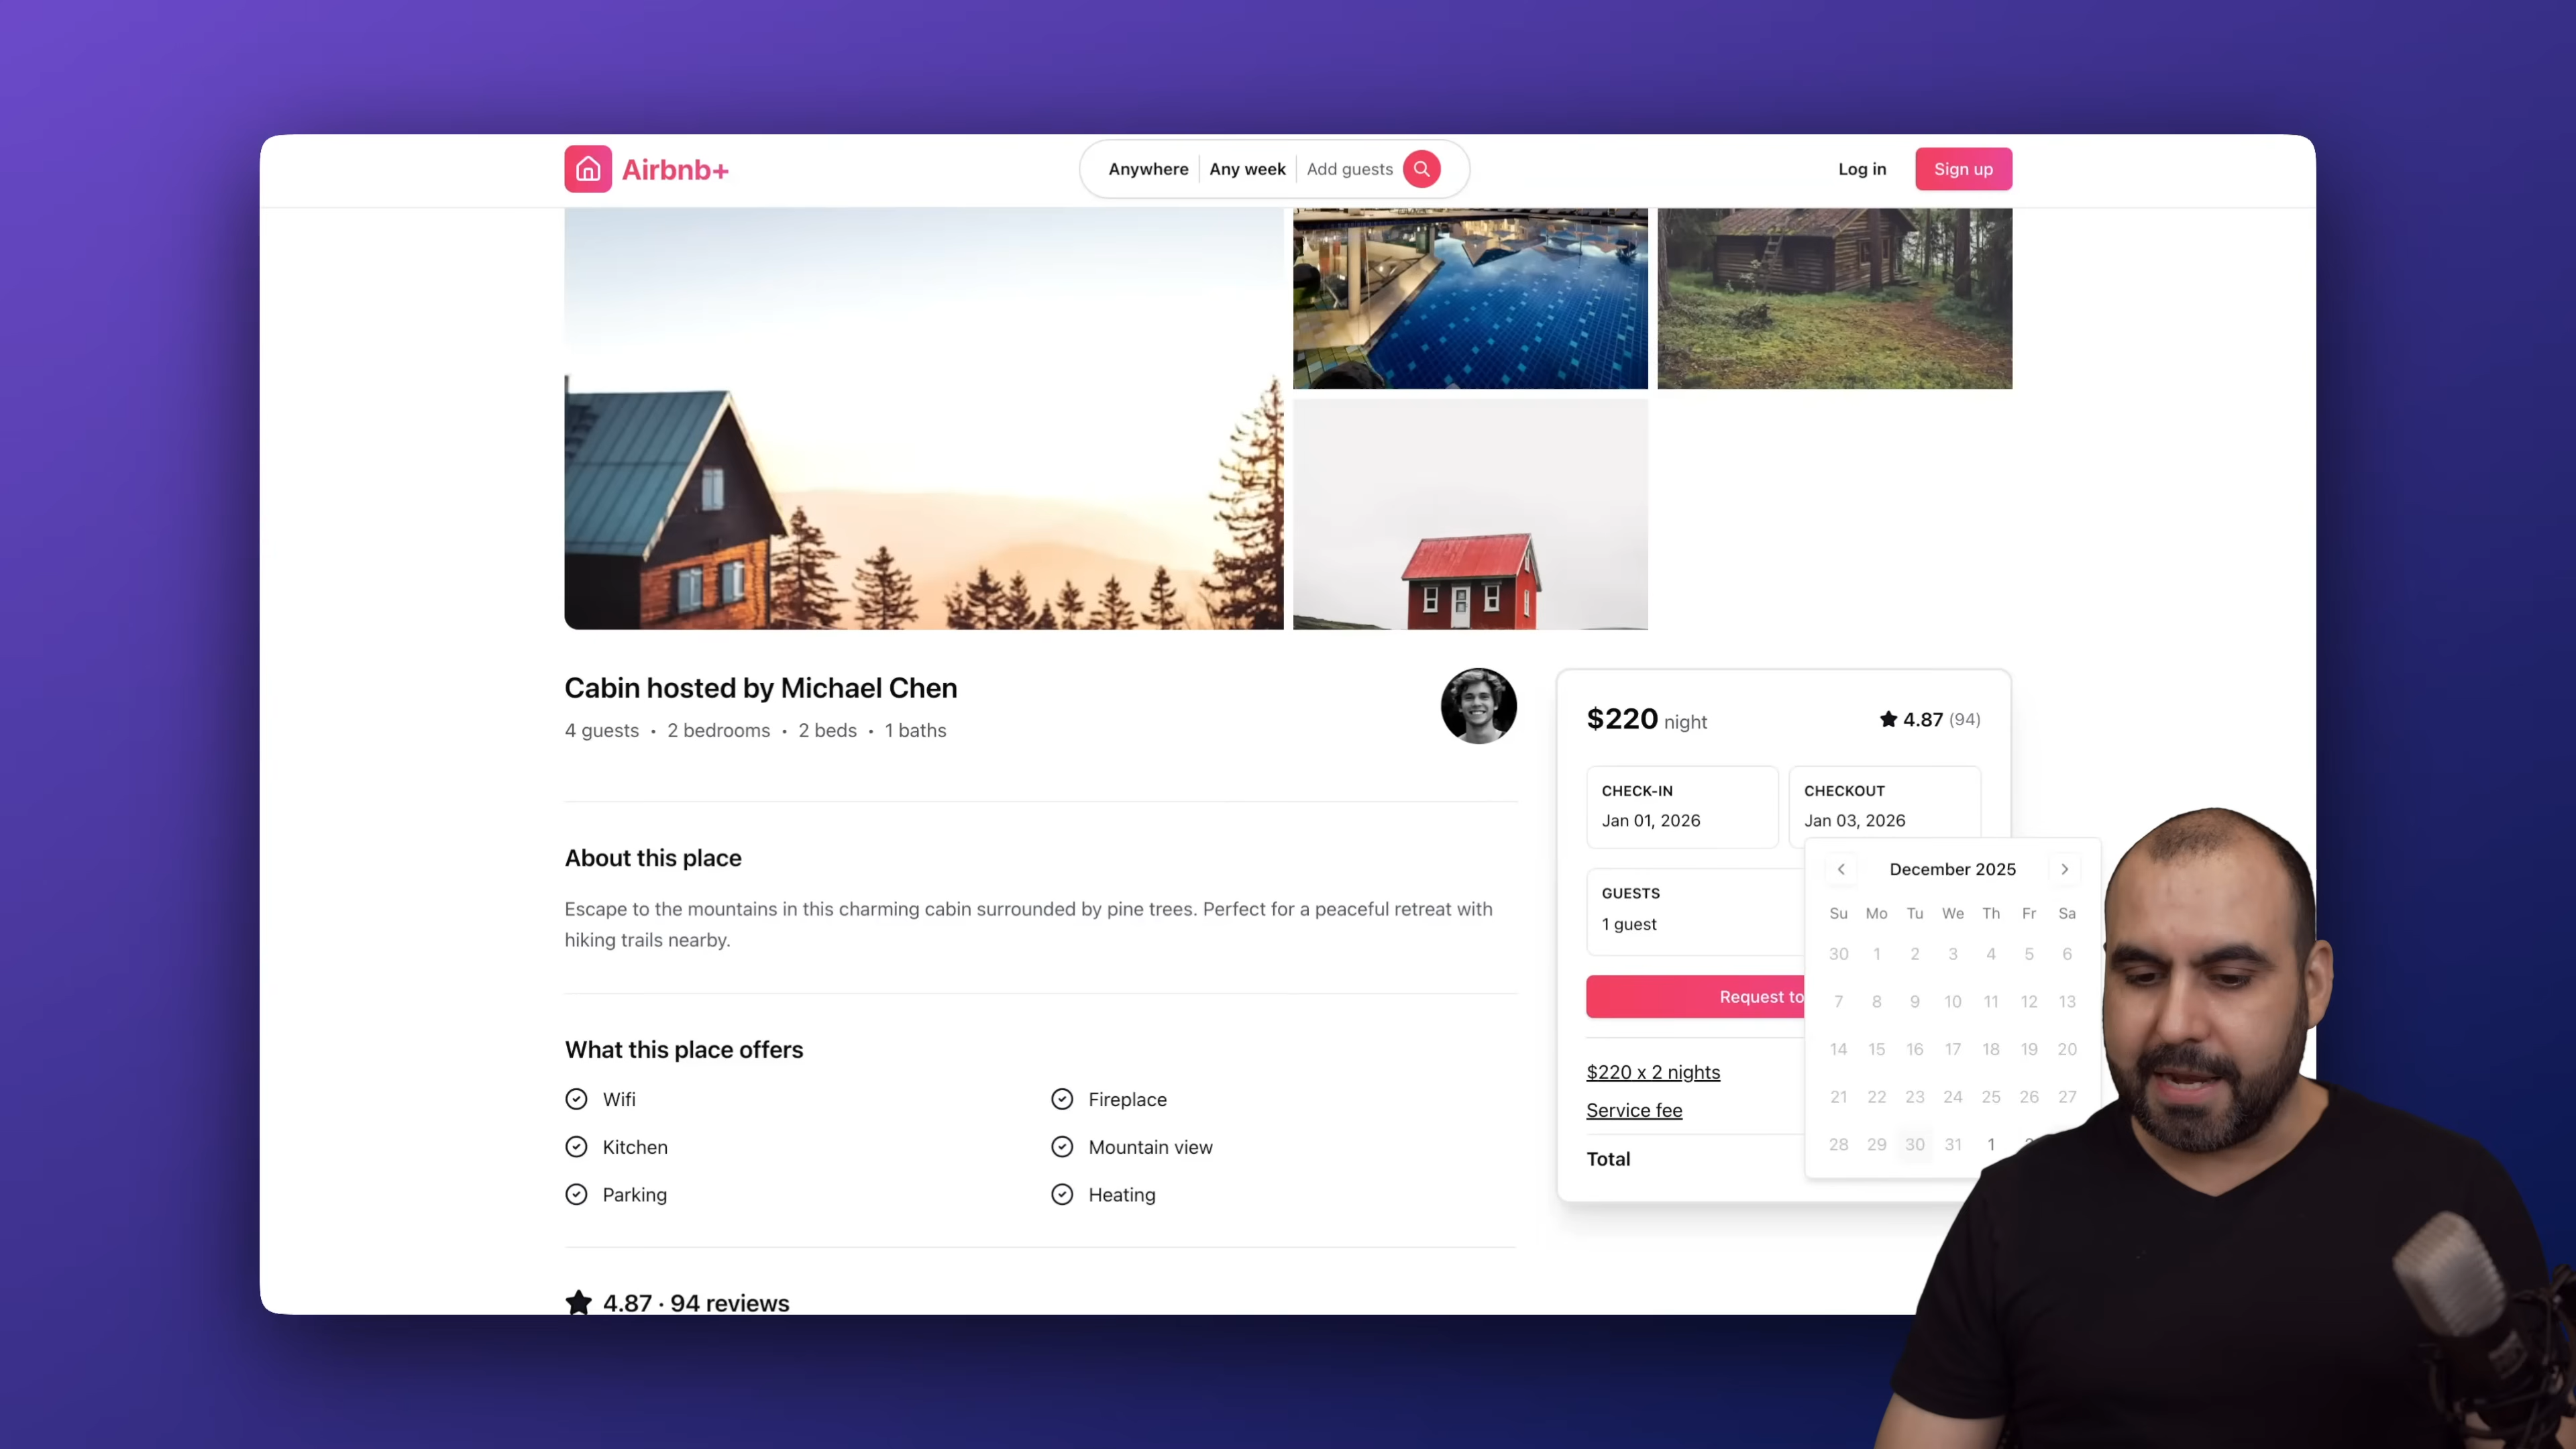 Airbnb+
Anywhere
Any week
Add guests
Log in
Sign up
Cabin hosted by Michael Chen
4 guests • 2 bedrooms • 2 beds • 1 baths
About this place
Escape to the mountains in this charming cabin surrounded by pine trees. Perfect for a peaceful retreat with
hiking trails nearby.
What this place offers
Wifi
Fireplace
Kitchen
Mountain view
Parking
Heating
4.87 · 94 reviews
$220 night
4.87 (94)
CHECK-IN
Jan 01, 2026
CHECKOUT
Jan 03, 2026
GUESTS
1 guest
Request to
$220 x 2 nights
Service fee
Total
December 2025
Su Mo Tu We Th Fr Sa
30 1 2 3 4 5 6
7 8 9 10 11 12 13
14 15 16 17 18 19 20
21 22 23 24 25 26 27
28 29 30 31 1